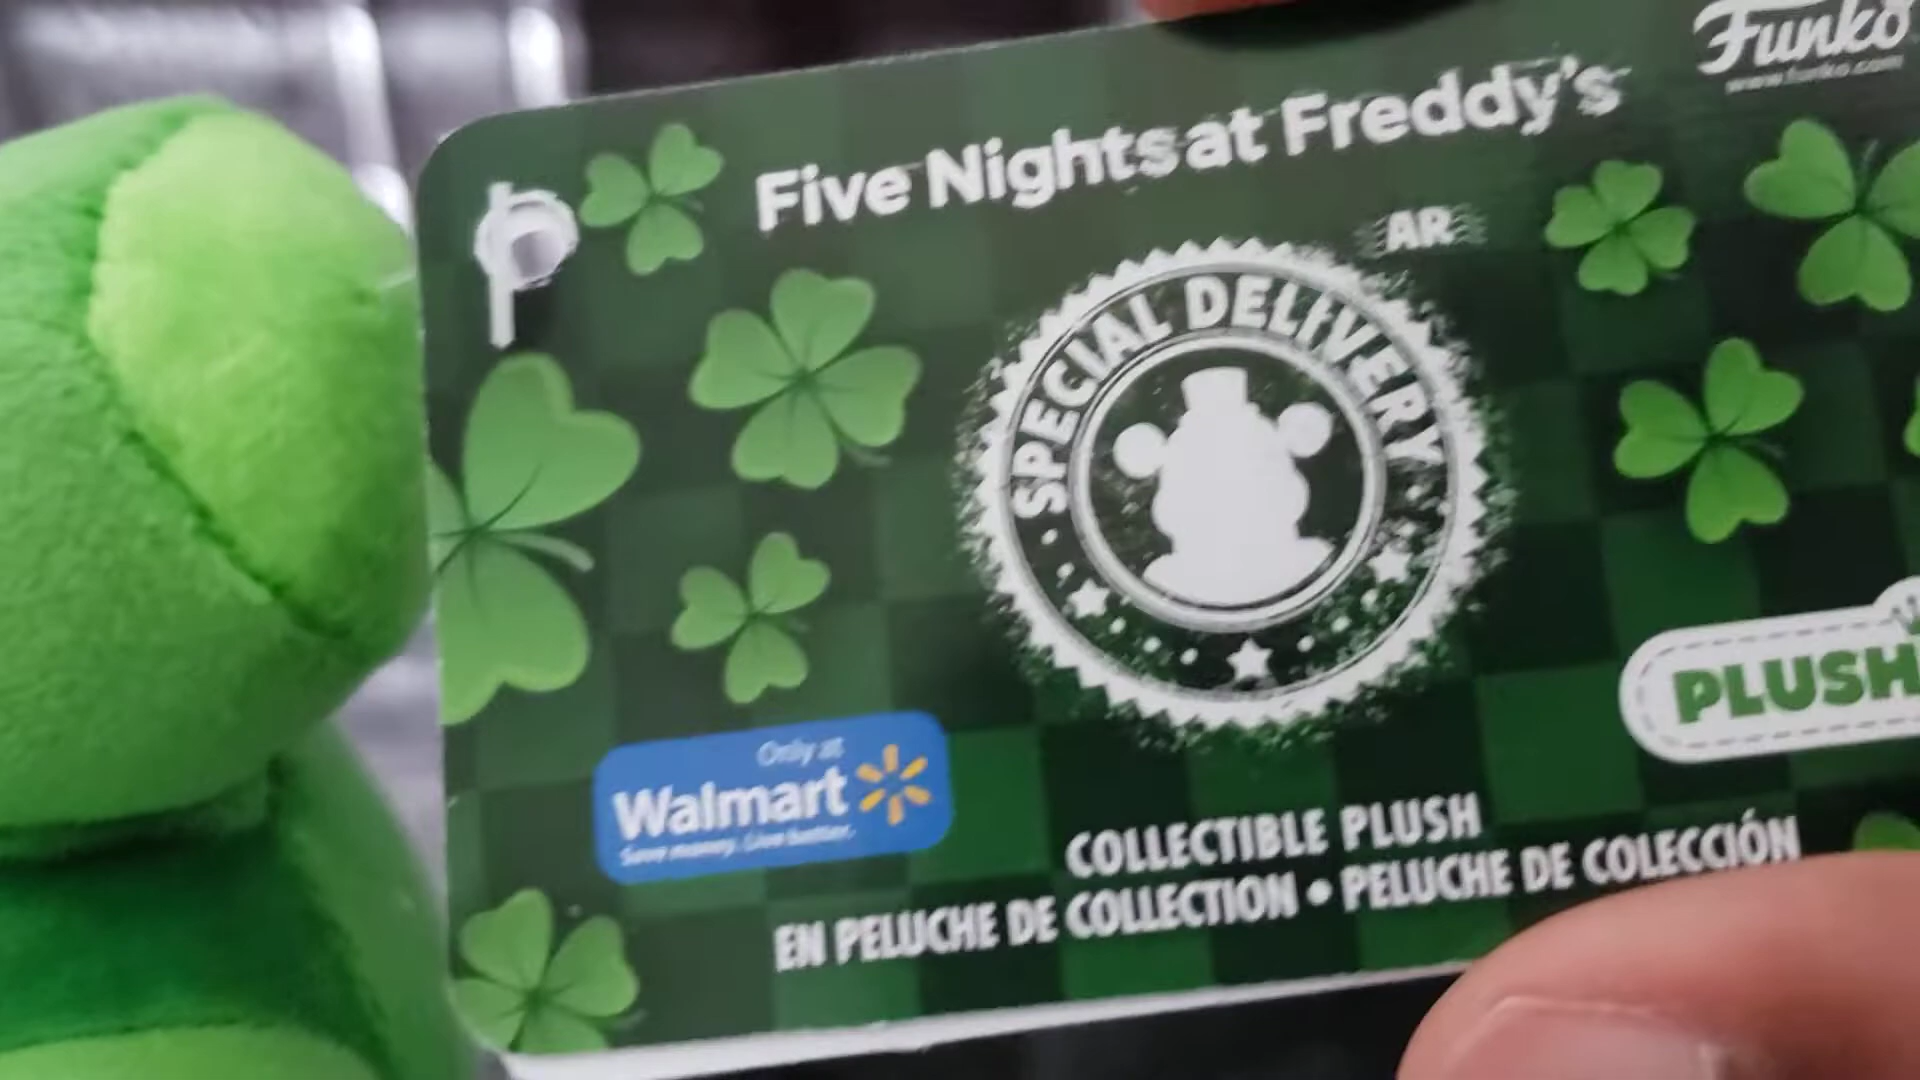 Funko
www.funko.com
Five Nights at Freddy's
AR
SPECIAL DELIVERY
PLUSH
Only at
Walmart
Save money. Live better.
COLLECTIBLE PLUSH
EN PELUCHE DE COLLECTION • PELUCHE DE COLECCIÓN